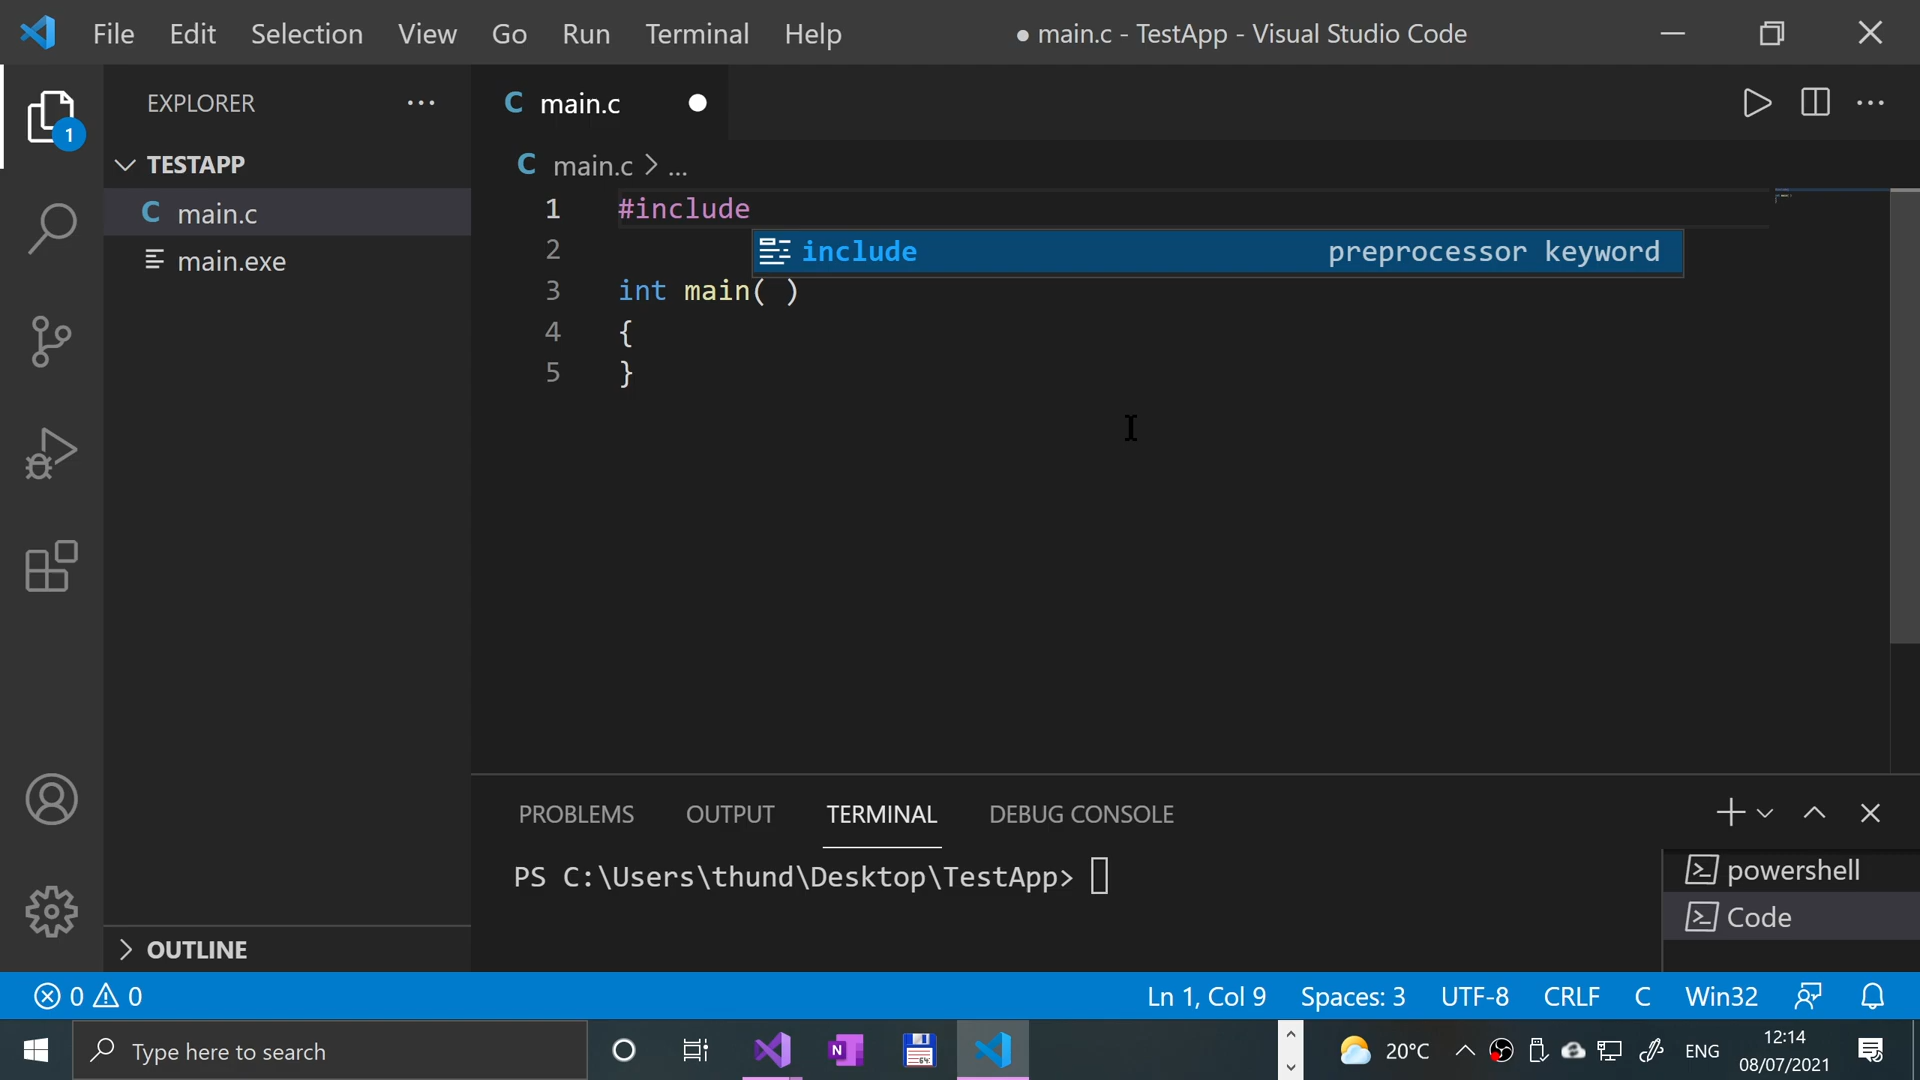 File Edit Selection View Go Run Terminal Help
● main.c - TestApp - Visual Studio Code
EXPLORER
1
TESTAPP
C main.c
main.exe
OUTLINE
C main.c
C main.c > ...
1 #include
include preprocessor keyword
2
3 int main( )
4 {
5 }
PROBLEMS OUTPUT TERMINAL DEBUG CONSOLE
PS C:\Users\thund\Desktop\TestApp>
powershell
Code
0 0
Ln 1, Col 9 Spaces: 3 UTF-8 CRLF C Win32
Type here to search
N
64
20°C
ENG
12:14
08/07/2021